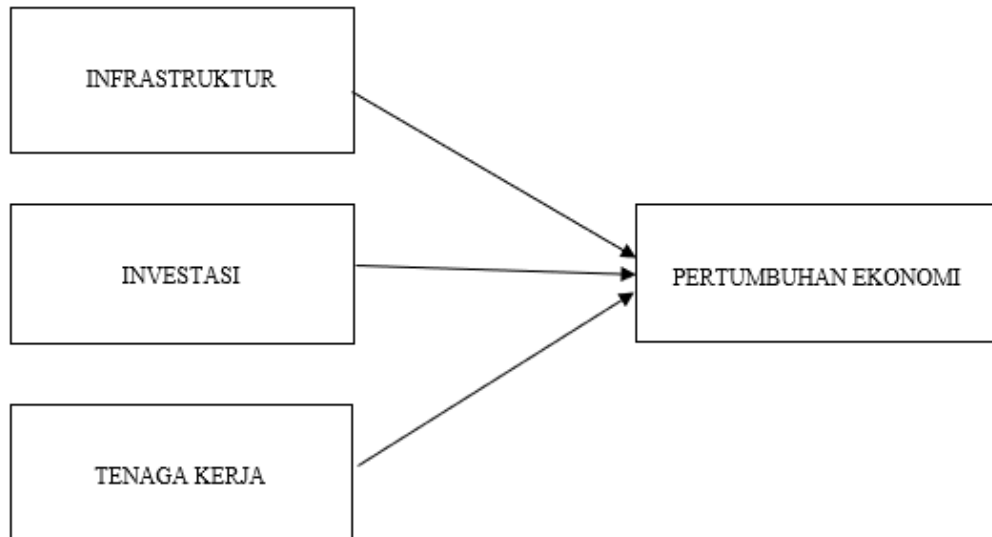 INFRASTRUKTUR
INVESTASI
PERTUMBUHAN EKONOMI
TENAGA KERJA